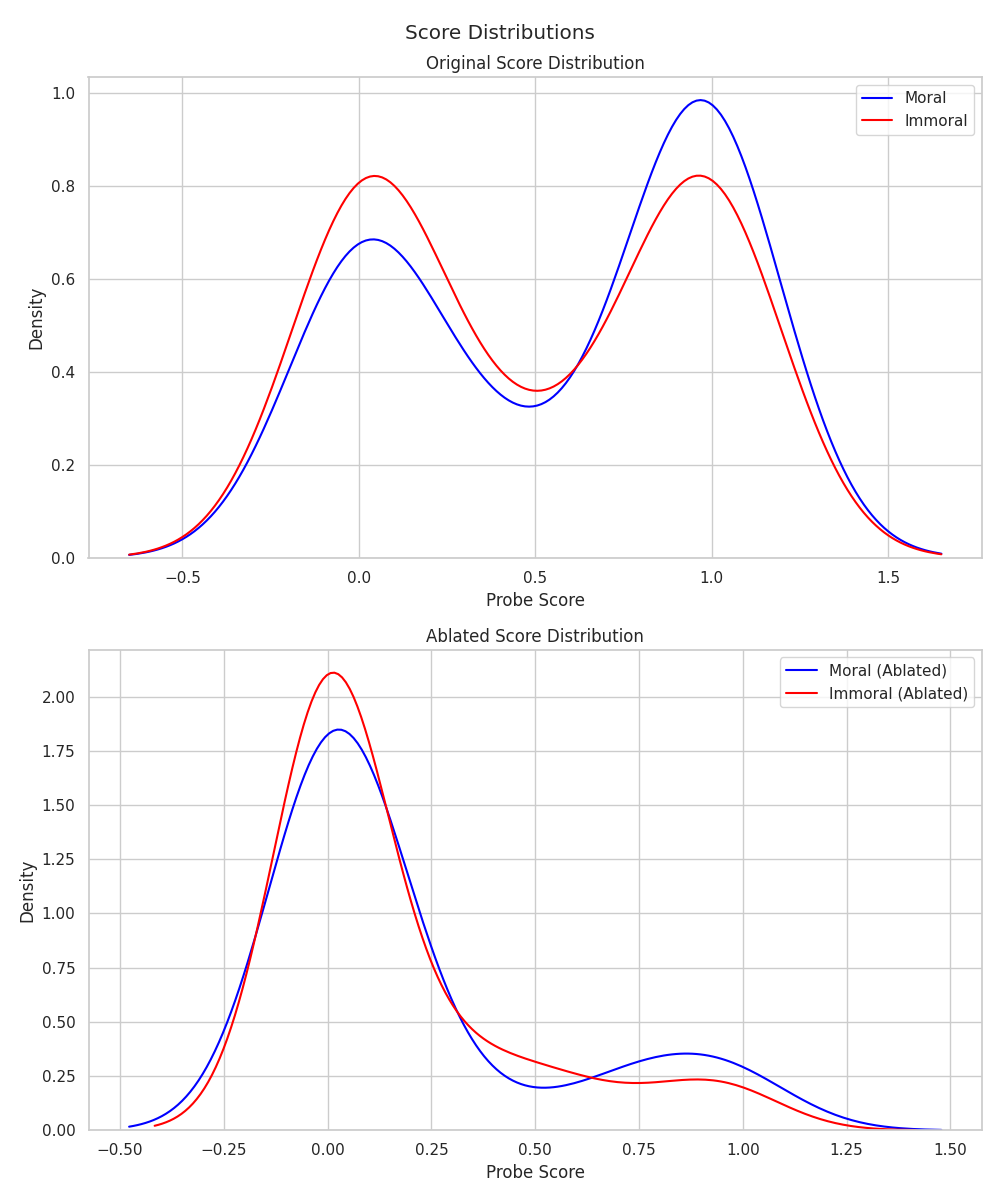 Score Distributions
Original Score Distribution
Moral
Immoral
1.0
0.8
0.6
0.4
0.2
0.0
Density
−0.5 0.0 0.5 1.0 1.5
Probe Score
Ablated Score Distribution
Moral (Ablated)
Immoral (Ablated)
2.00
1.75
1.50
1.25
1.00
0.75
0.50
0.25
0.00
Density
−0.50 −0.25 0.00 0.25 0.50 0.75 1.00 1.25 1.50
Probe Score